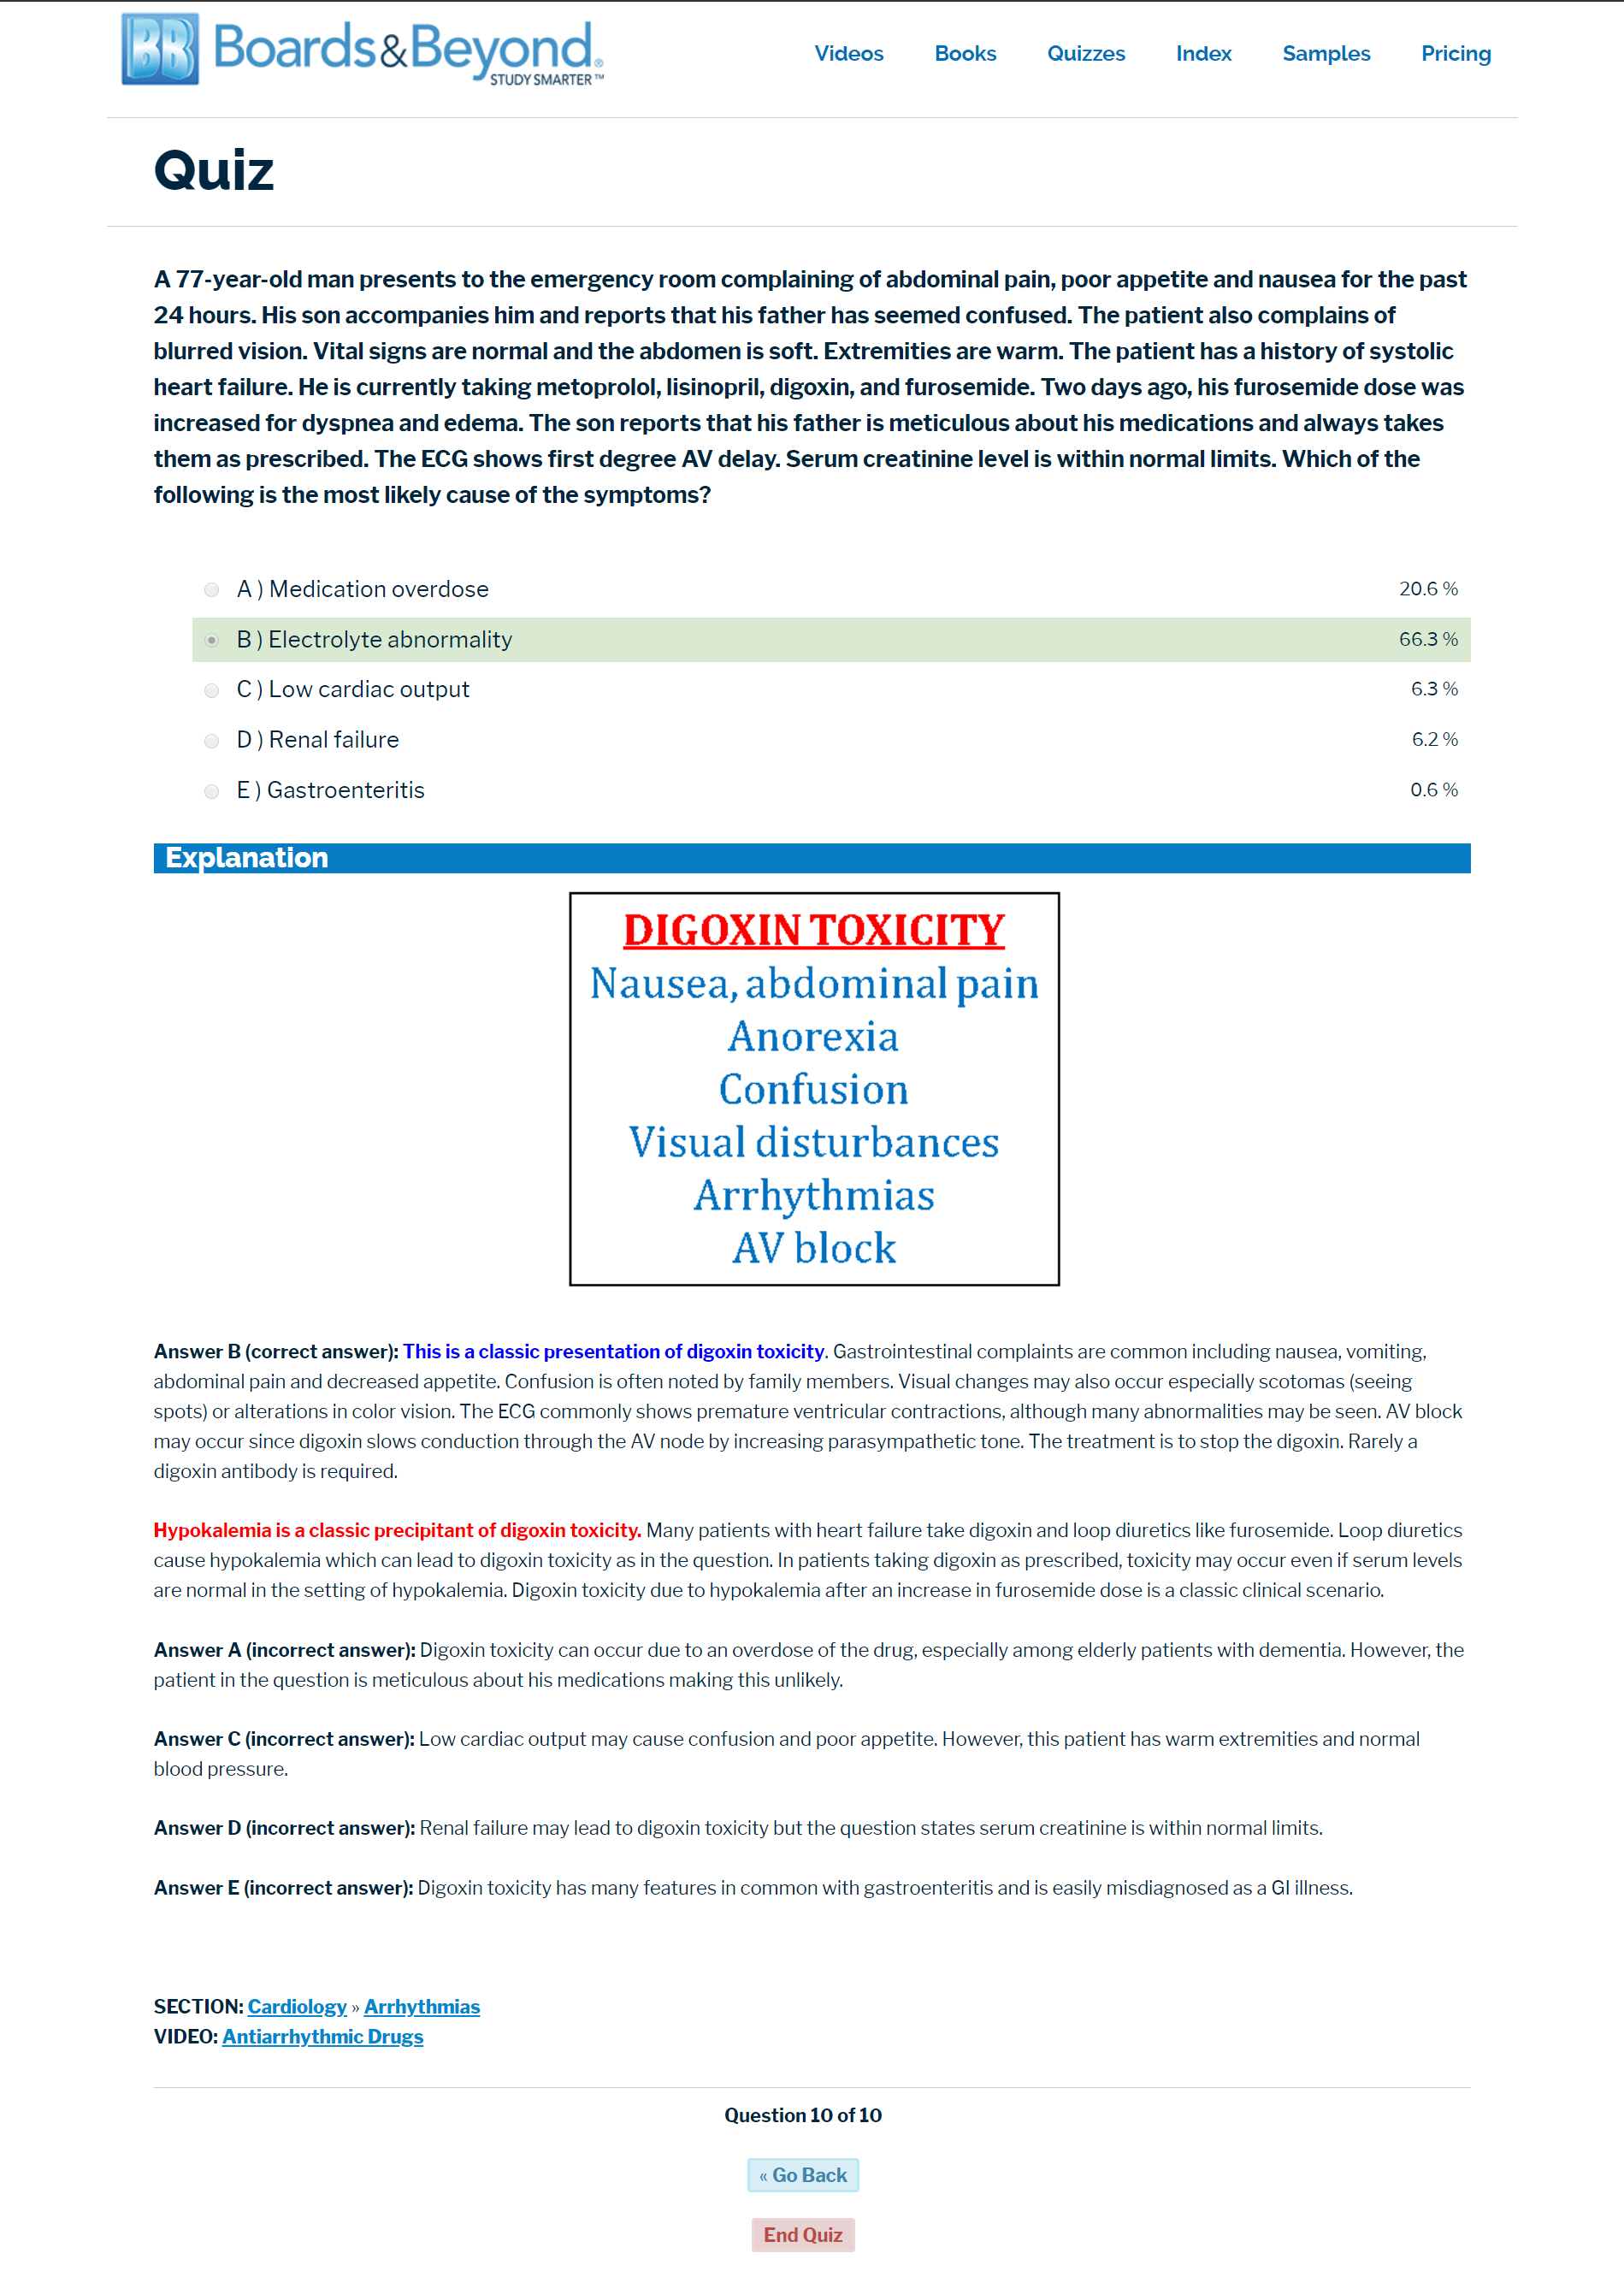 BB Boards&Beyond®
STUDY SMARTER™
Videos Books Quizzes Index Samples Pricing
Quiz
A 77-year-old man presents to the emergency room complaining of abdominal pain, poor appetite and nausea for the past
24 hours. His son accompanies him and reports that his father has seemed confused. The patient also complains of
blurred vision. Vital signs are normal and the abdomen is soft. Extremities are warm. The patient has a history of systolic
heart failure. He is currently taking metoprolol, lisinopril, digoxin, and furosemide. Two days ago, his furosemide dose was
increased for dyspnea and edema. The son reports that his father is meticulous about his medications and always takes
them as prescribed. The ECG shows first degree AV delay. Serum creatinine level is within normal limits. Which of the
following is the most likely cause of the symptoms?
A ) Medication overdose 20.6 %
B ) Electrolyte abnormality 66.3 %
C ) Low cardiac output 6.3 %
D ) Renal failure 6.2 %
E ) Gastroenteritis 0.6 %
Explanation
DIGOXIN TOXICITY
Nausea, abdominal pain
Anorexia
Confusion
Visual disturbances
Arrhythmias
AV block
Answer B (correct answer): This is a classic presentation of digoxin toxicity. Gastrointestinal complaints are common including nausea, vomiting,
abdominal pain and decreased appetite. Confusion is often noted by family members. Visual changes may also occur especially scotomas (seeing
spots) or alterations in color vision. The ECG commonly shows premature ventricular contractions, although many abnormalities may be seen. AV block
may occur since digoxin slows conduction through the AV node by increasing parasympathetic tone. The treatment is to stop the digoxin. Rarely a
digoxin antibody is required.
Hypokalemia is a classic precipitant of digoxin toxicity. Many patients with heart failure take digoxin and loop diuretics like furosemide. Loop diuretics
cause hypokalemia which can lead to digoxin toxicity as in the question. In patients taking digoxin as prescribed, toxicity may occur even if serum levels
are normal in the setting of hypokalemia. Digoxin toxicity due to hypokalemia after an increase in furosemide dose is a classic clinical scenario.
Answer A (incorrect answer): Digoxin toxicity can occur due to an overdose of the drug, especially among elderly patients with dementia. However, the
patient in the question is meticulous about his medications making this unlikely.
Answer C (incorrect answer): Low cardiac output may cause confusion and poor appetite. However, this patient has warm extremities and normal
blood pressure.
Answer D (incorrect answer): Renal failure may lead to digoxin toxicity but the question states serum creatinine is within normal limits.
Answer E (incorrect answer): Digoxin toxicity has many features in common with gastroenteritis and is easily misdiagnosed as a GI illness.
SECTION: Cardiology » Arrhythmias
VIDEO: Antiarrhythmic Drugs
Question 10 of 10
« Go Back
End Quiz